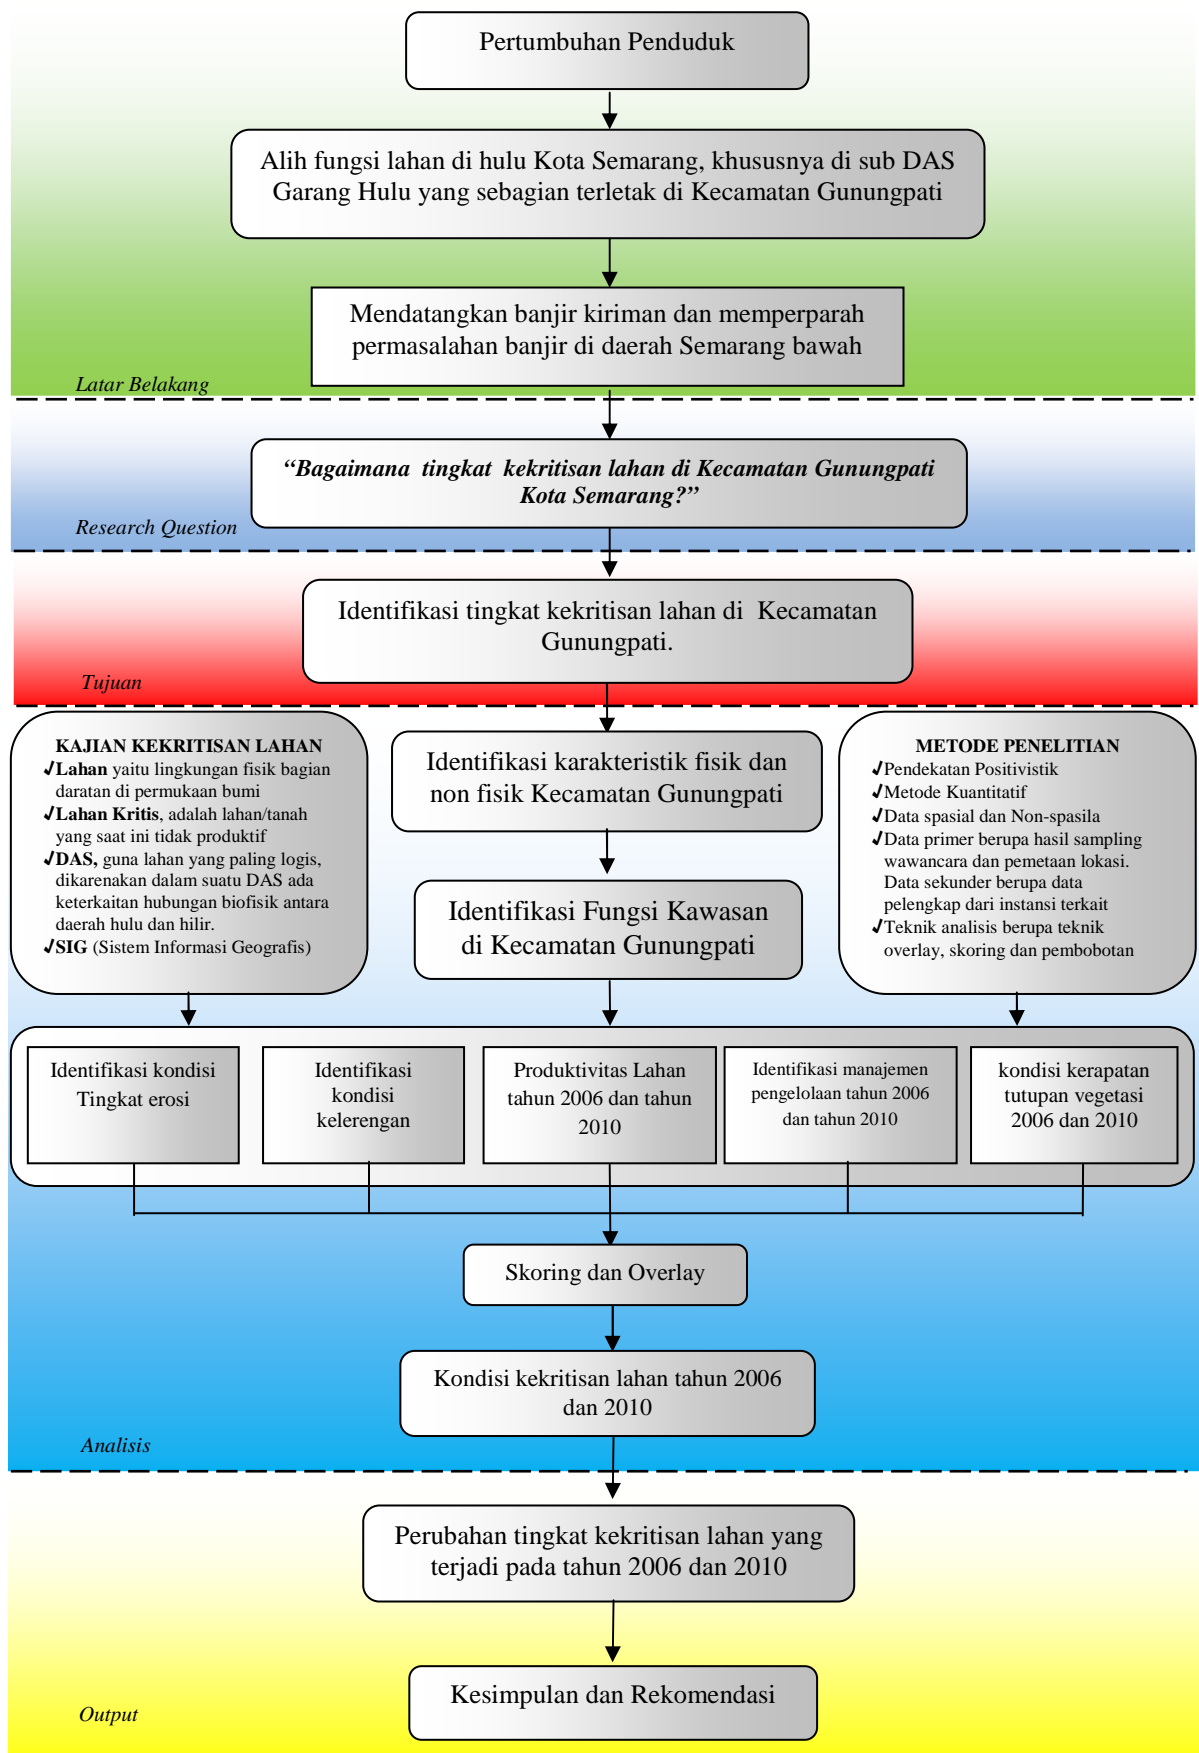 Pertumbuhan Penduduk
Alih fungsi lahan di hulu Kota Semarang, khususnya di sub DAS
Garang Hulu yang sebagian terletak di Kecamatan Gunungpati
Mendatangkan banjir kiriman dan memperparah
permasalahan banjir di daerah Semarang bawah
Latar Belakang
“Bagaimana tingkat kekritisan lahan di Kecamatan Gunungpati
Kota Semarang?”
Research Question
Identifikasi tingkat kekritisan lahan di Kecamatan
Gunungpati.
Tujuan
KAJIAN KEKRITISAN LAHAN
✓Lahan yaitu lingkungan fisik bagian
daratan di permukaan bumi
✓Lahan Kritis, adalah lahan/tanah
yang saat ini tidak produktif
✓DAS, guna lahan yang paling logis,
dikarenakan dalam suatu DAS ada
keterkaitan hubungan biofisik antara
daerah hulu dan hilir.
✓SIG (Sistem Informasi Geografis)
Identifikasi karakteristik fisik dan
non fisik Kecamatan Gunungpati
Identifikasi Fungsi Kawasan
di Kecamatan Gunungpati
METODE PENELITIAN
✓Pendekatan Positivistik
✓Metode Kuantitatif
✓Data spasial dan Non-spasila
✓Data primer berupa hasil sampling
wawancara dan pemetaan lokasi.
Data sekunder berupa data
pelengkap dari instansi terkait
✓Teknik analisis berupa teknik
overlay, skoring dan pembobotan
Identifikasi kondisi
Tingkat erosi
Identifikasi
kondisi
kelerengan
Produktivitas Lahan
tahun 2006 dan tahun
2010
Identifikasi manajemen
pengelolaan tahun 2006
dan tahun 2010
kondisi kerapatan
tutupan vegetasi
2006 dan 2010
Skoring dan Overlay
Kondisi kekritisan lahan tahun 2006
dan 2010
Analisis
Perubahan tingkat kekritisan lahan yang
terjadi pada tahun 2006 dan 2010
Kesimpulan dan Rekomendasi
Output